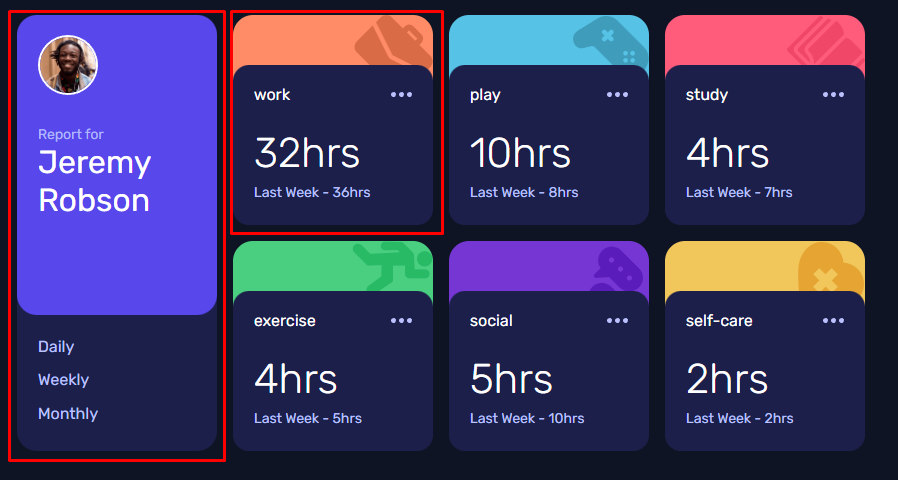 Report for
Jeremy
Robson
Daily
Weekly
Monthly
work
32hrs
Last Week - 36hrs
play
10hrs
Last Week - 8hrs
study
4hrs
Last Week - 7hrs
exercise
4hrs
Last Week - 5hrs
social
5hrs
Last Week - 10hrs
self-care
2hrs
Last Week - 2hrs